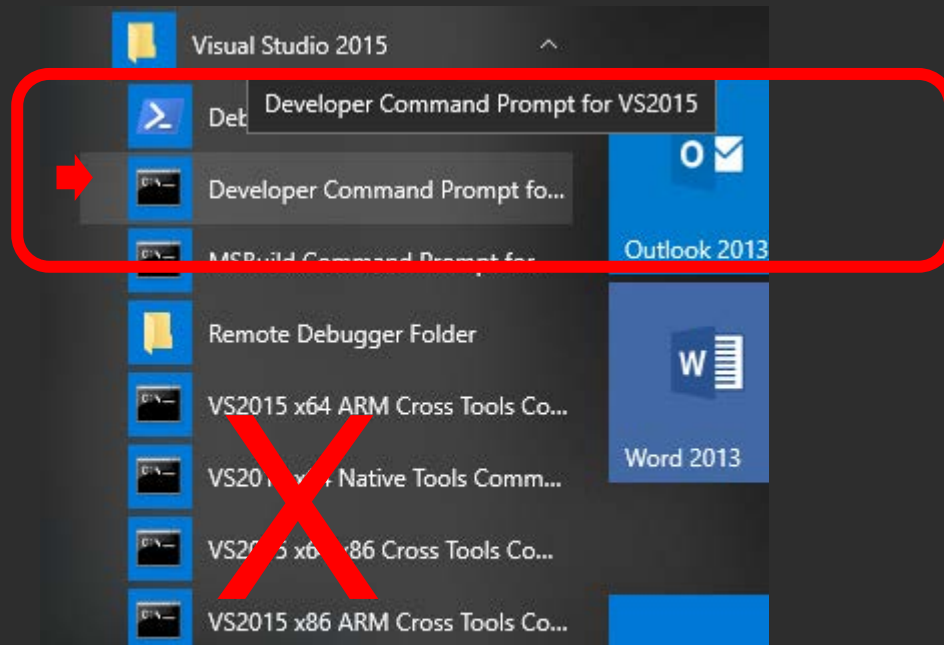 Visual Studio 2015
Developer Command Prompt for VS2015
Deb
Developer Command Prompt fo...
Outlook 2013
MSBuild Command Prompt for
Remote Debugger Folder
VS2015 x64 ARM Cross Tools Co...
Word 2013
Native Tools Comm...
x86 Cross Tools Co...
VS2015 x86 ARM Cross Tools Co...